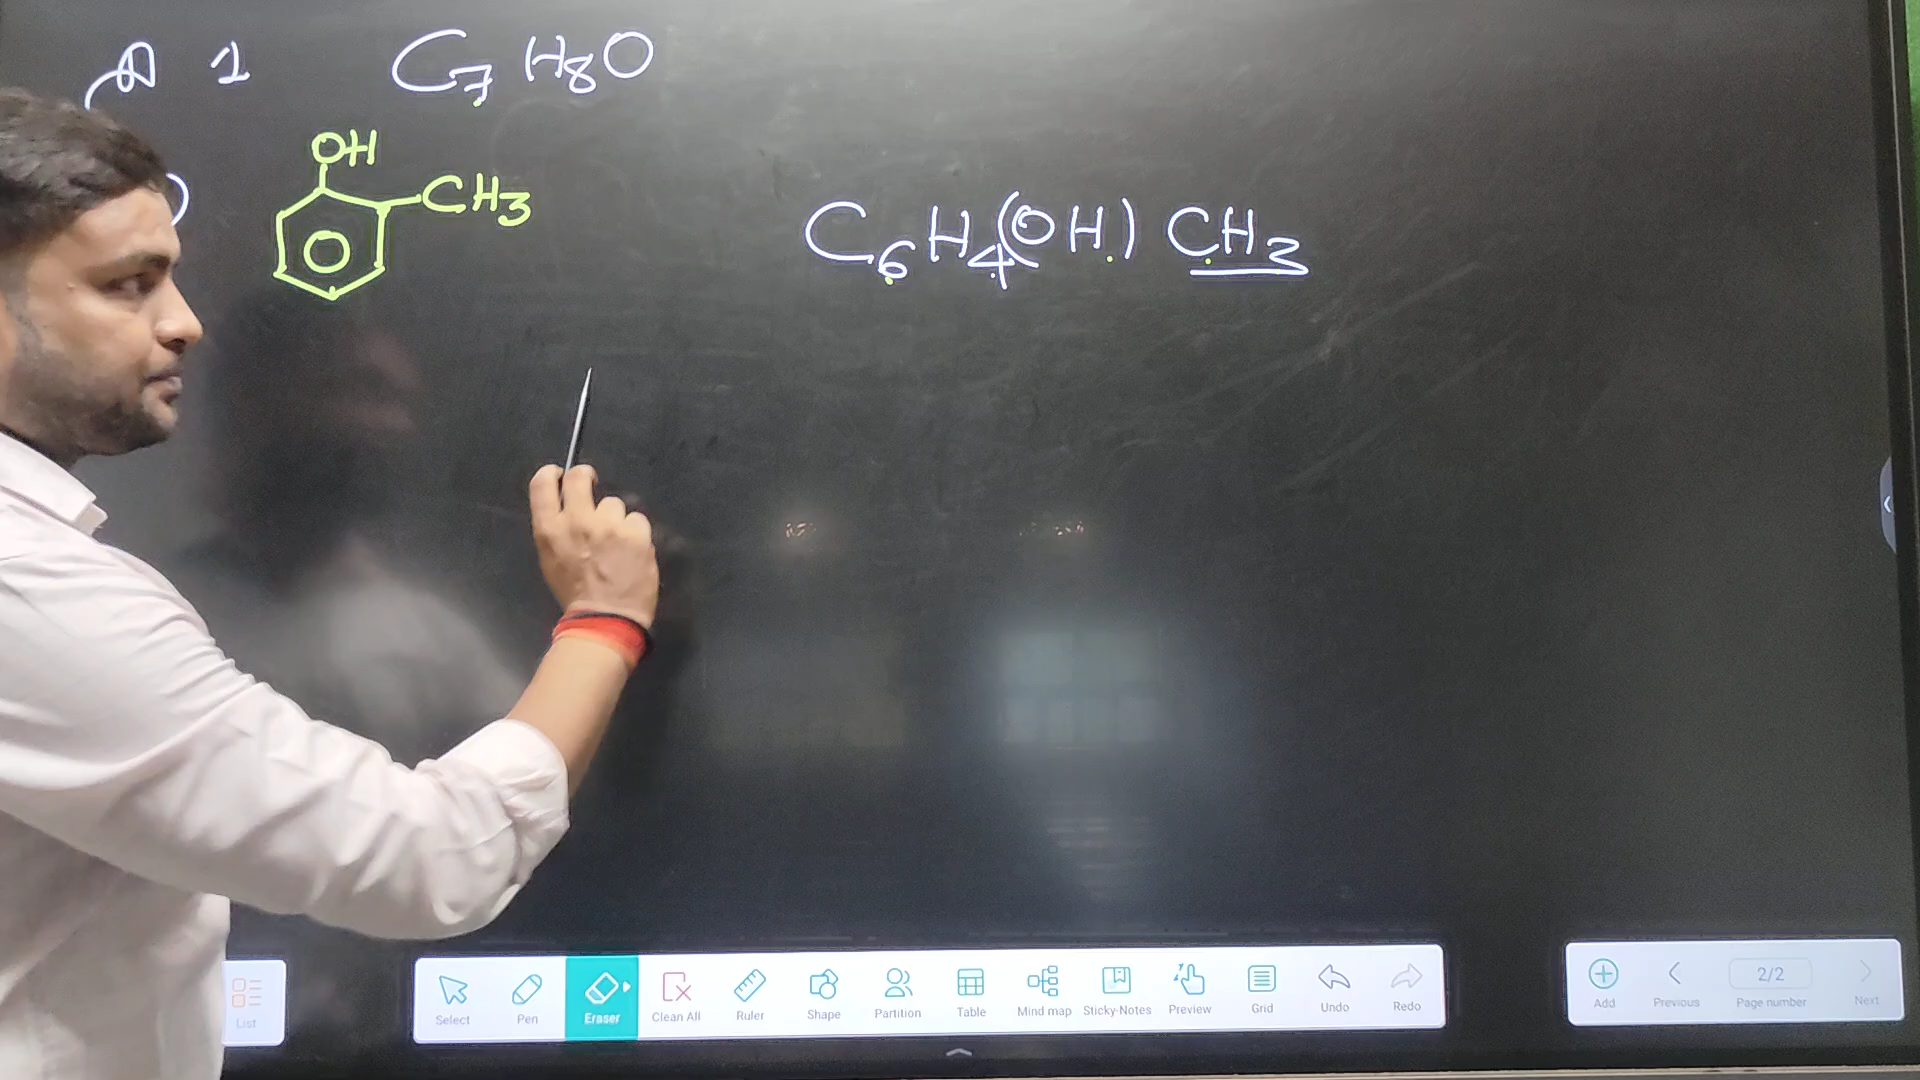 1 C₇H₈O
OH
CH₃
C₆H₄(OH)CH₃
List
Select Pen Eraser Clean All Ruler Shape Partition Table Mind map Sticky-Notes Preview Grid Undo Redo
Add Previous 2/2 Page number Next